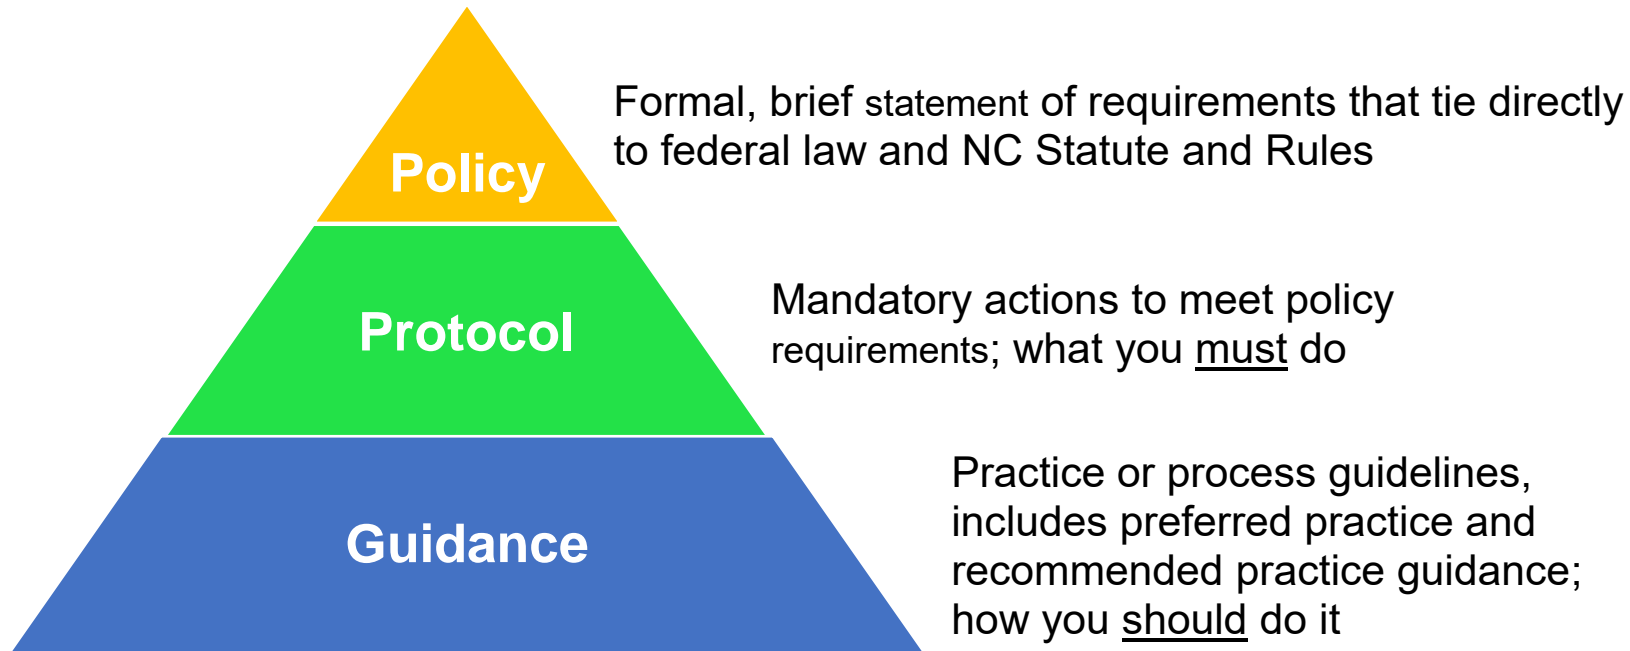 Policy
Formal, brief statement of requirements that tie directly
to federal law and NC Statute and Rules
Protocol
Mandatory actions to meet policy
requirements; what you must do
Guidance
Practice or process guidelines,
includes preferred practice and
recommended practice guidance;
how you should do it